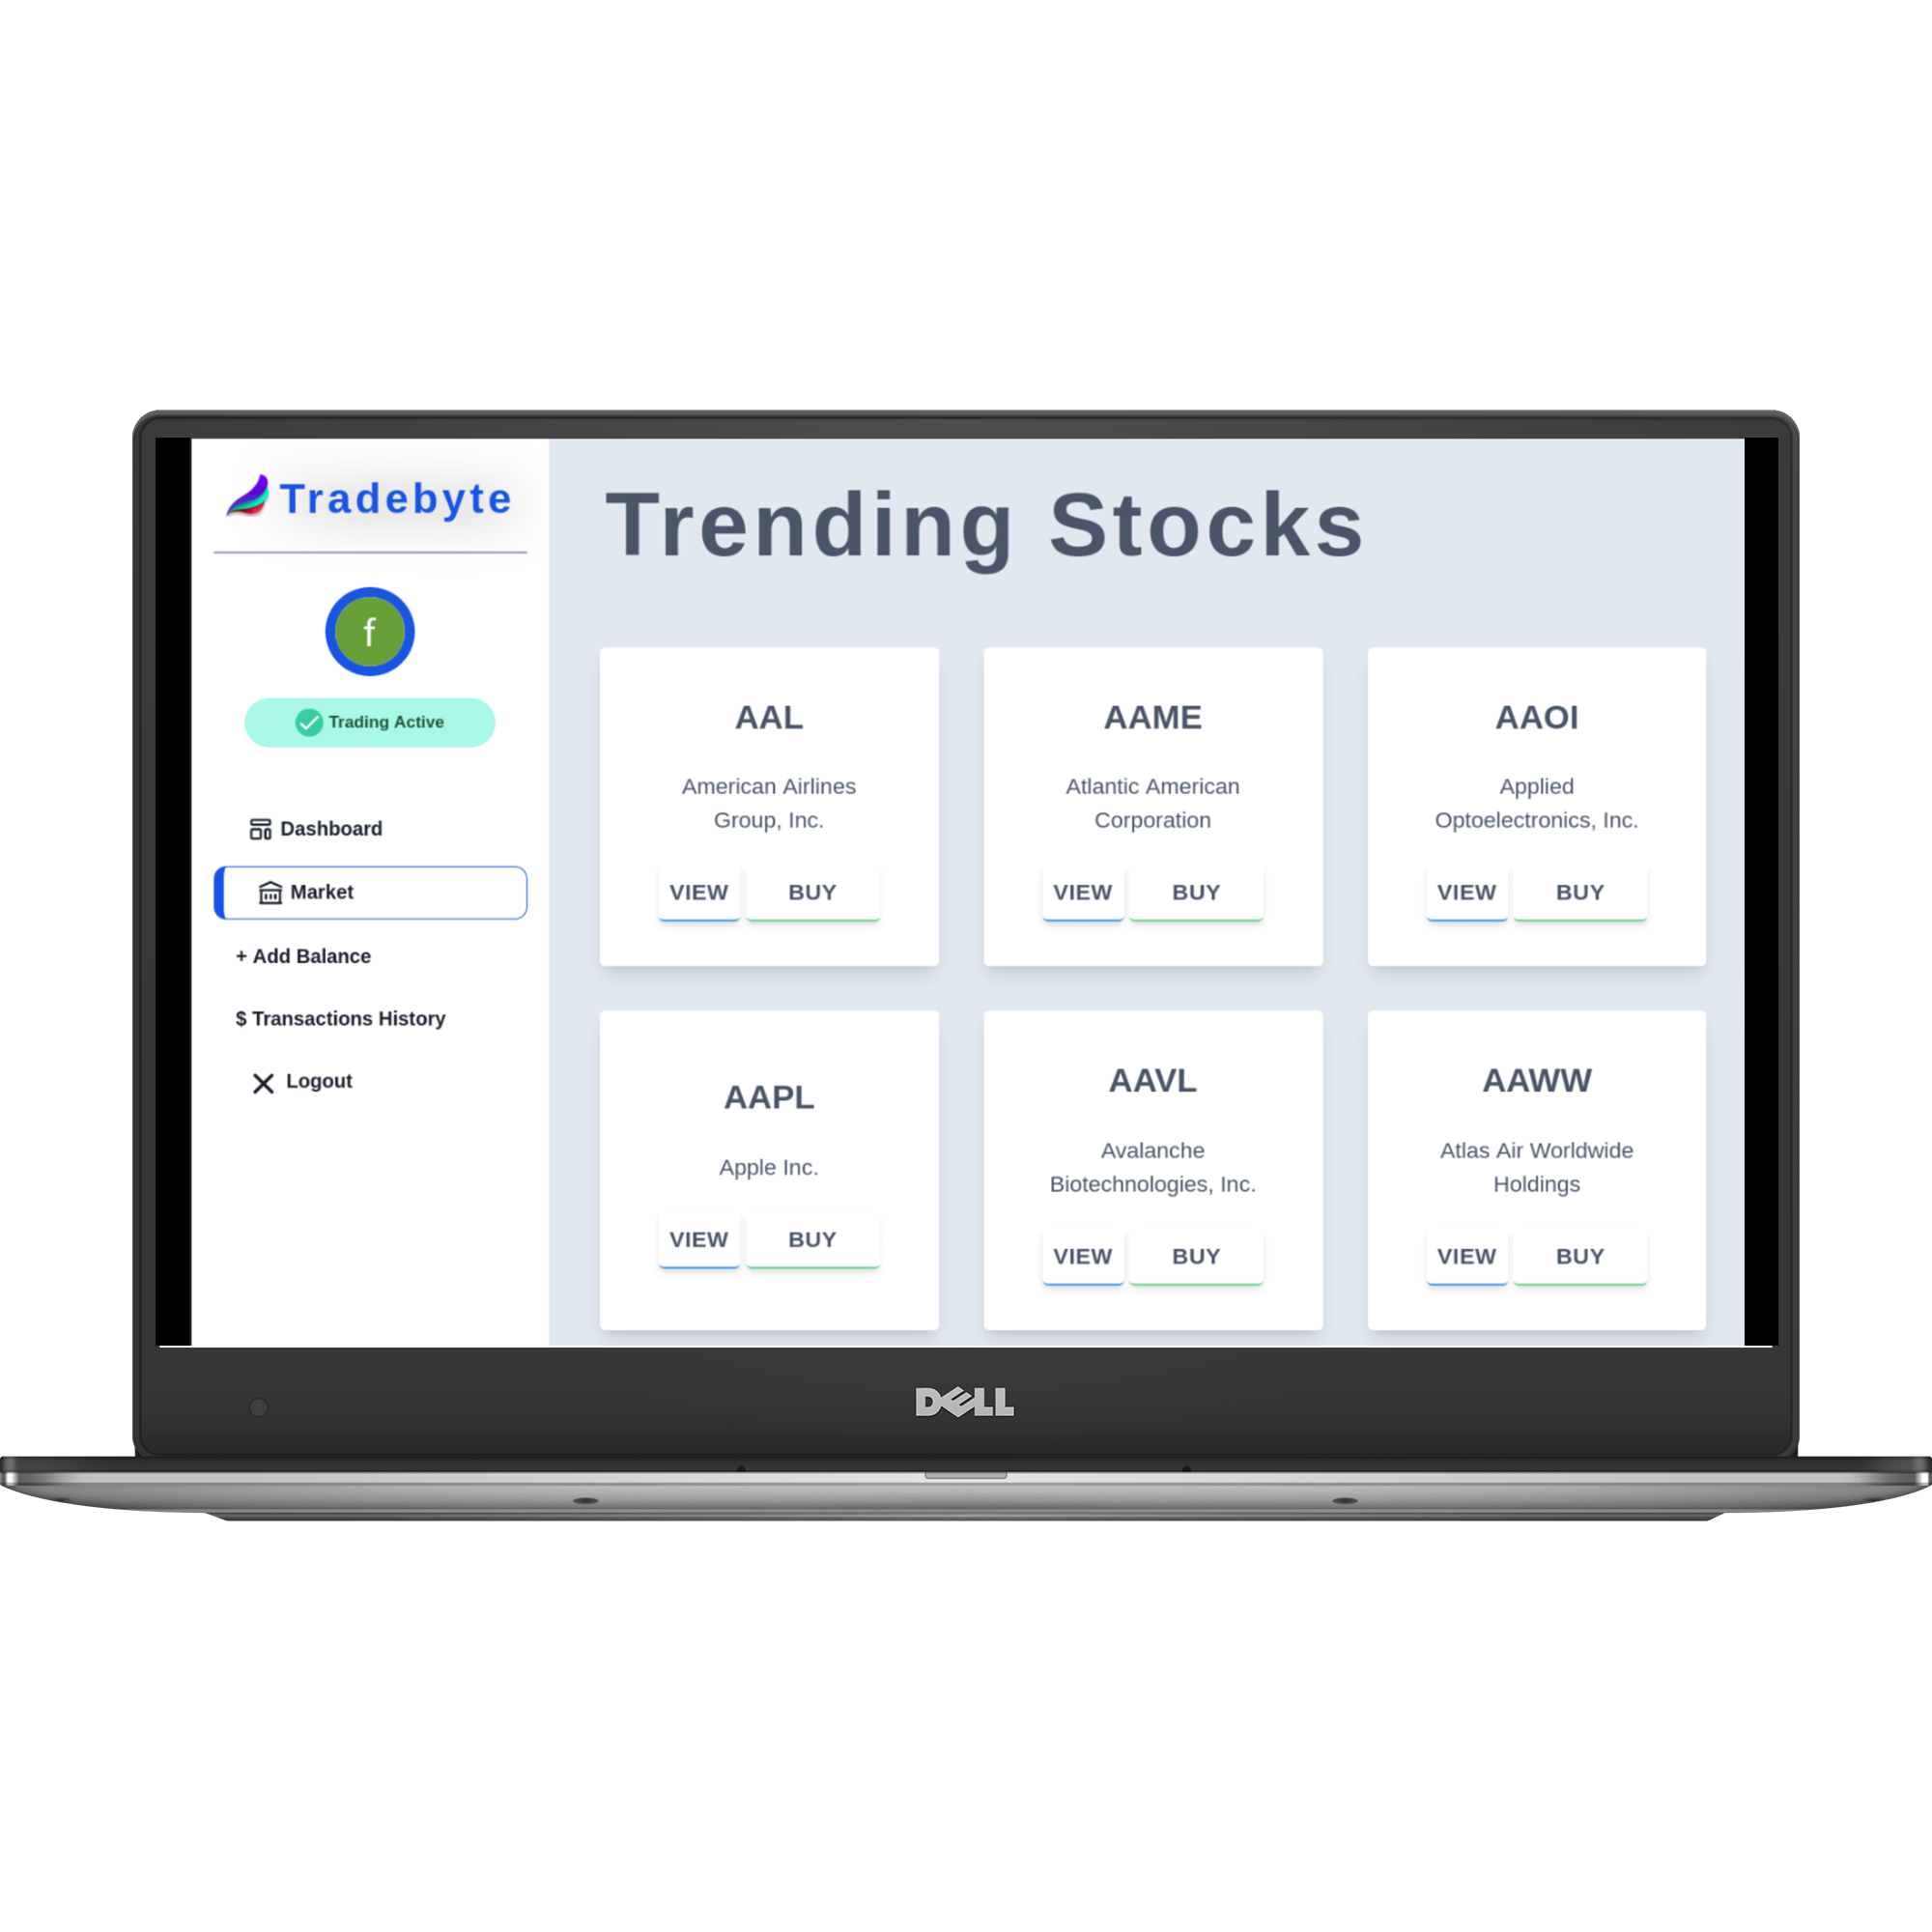 Tradebyte
f
Trading Active
Dashboard
Market
+ Add Balance
$ Transactions History
Logout
Trending Stocks
AAL
American Airlines
Group, Inc.
VIEW BUY
AAME
Atlantic American
Corporation
VIEW BUY
AAOI
Applied
Optoelectronics, Inc.
VIEW BUY
AAPL
Apple Inc.
VIEW BUY
AAVL
Avalanche
Biotechnologies, Inc.
VIEW BUY
AAWW
Atlas Air Worldwide
Holdings
VIEW BUY
DELL